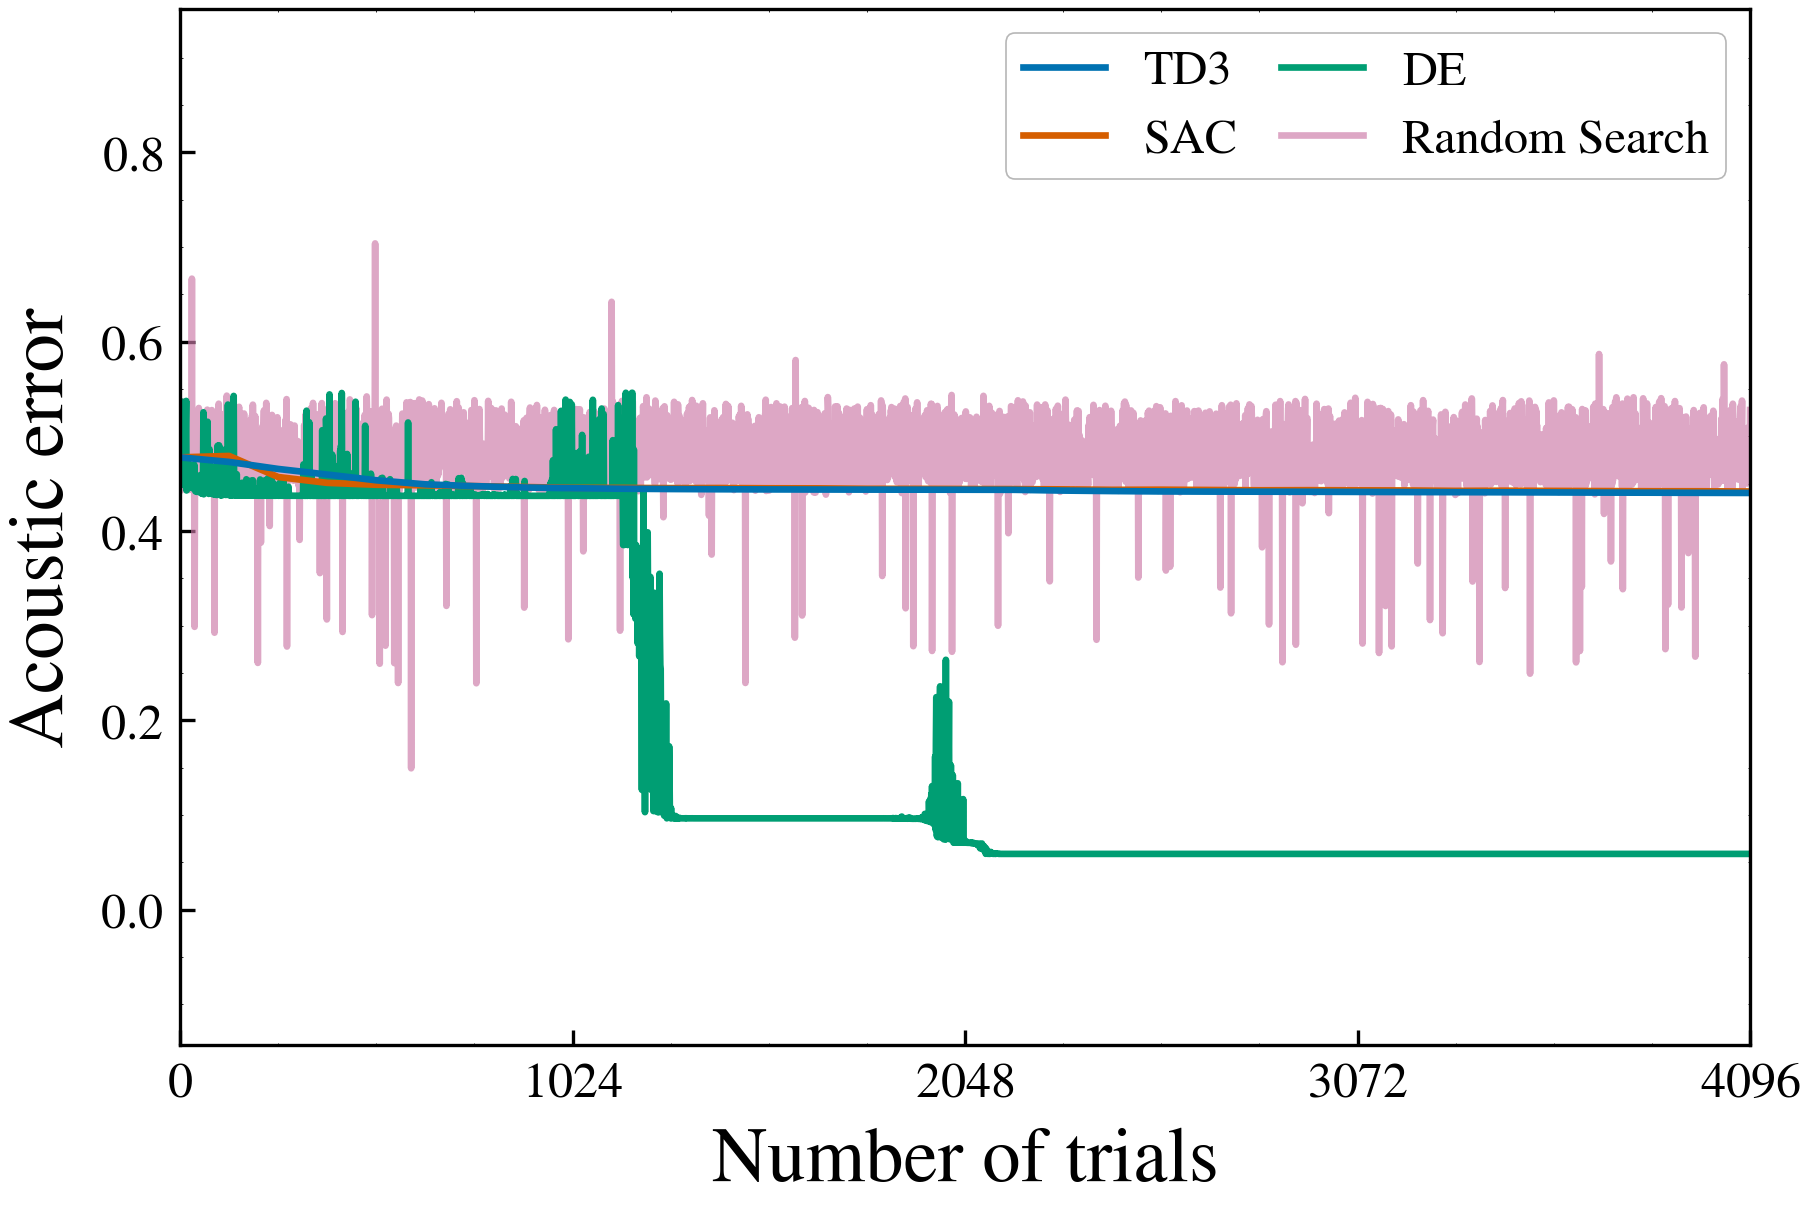 TD3
DE
SAC
Random Search
Acoustic error
0.8
0.6
0.4
0.2
0.0
0
1024
2048
3072
4096
Number of trials